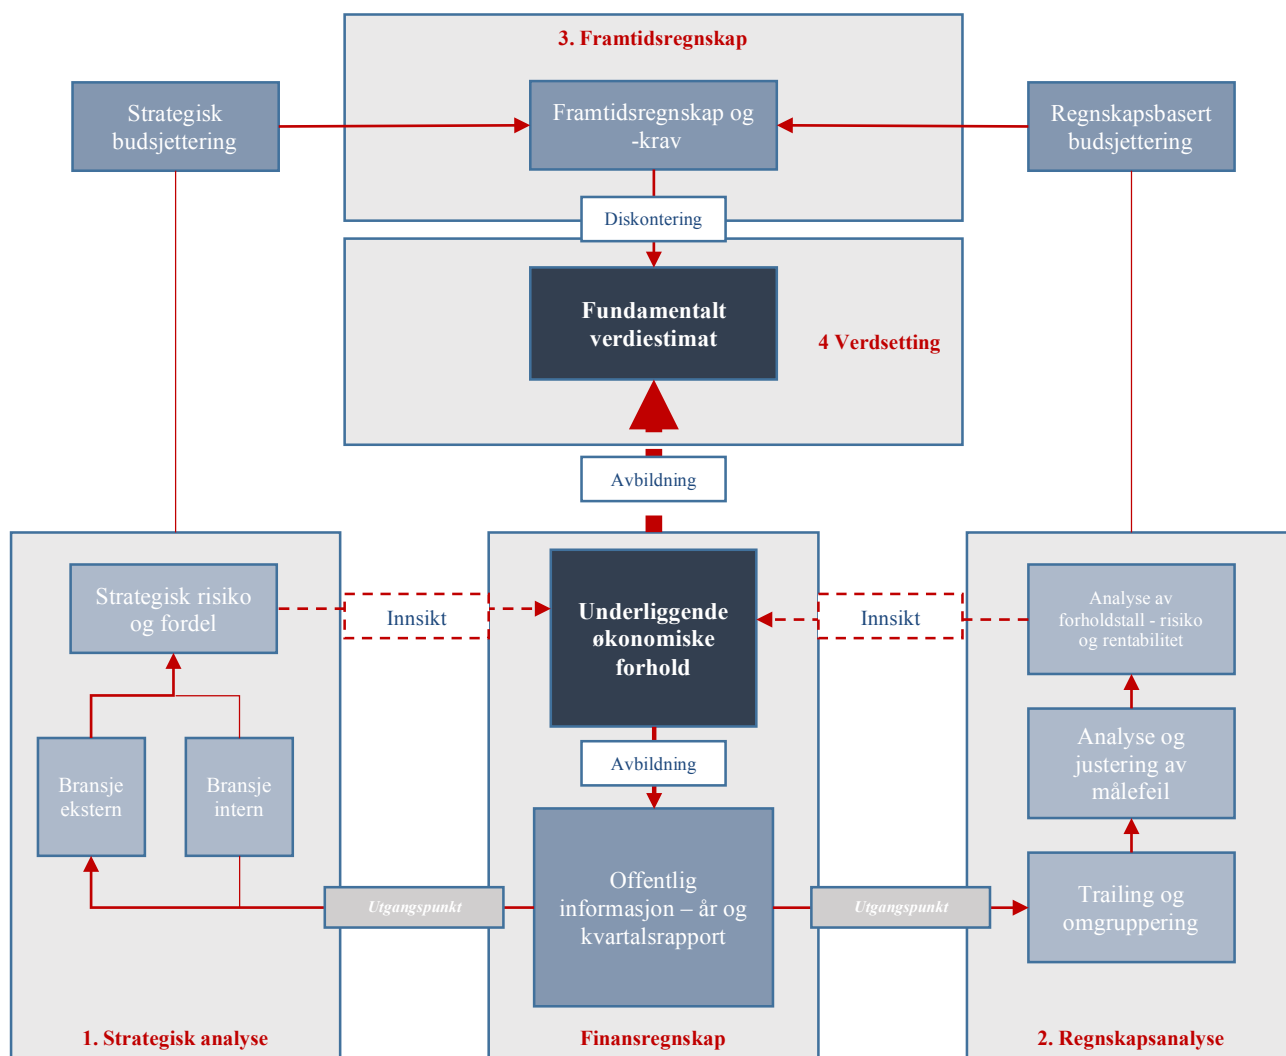 3. Framtidsregnskap
Strategisk
budsjettering
Framtidsregnskap og
-krav
Regnskapsbasert
budsjettering
Diskontering
Fundamentalt
verdiestimat
4 Verdsetting
Avbildning
Strategisk risiko
og fordel
Innsikt
Underliggende
økonomiske
forhold
Innsikt
Analyse av
forholdstall - risiko
og rentabilitet
Bransje
ekstern
Bransje
intern
Avbildning
Analyse og
justering av
målefeil
Utgangspunkt
Offentlig
informasjon – år og
kvartalsrapport
Utgangspunkt
Trailing og
omgruppering
1. Strategisk analyse
Finansregnskap
2. Regnskapsanalyse